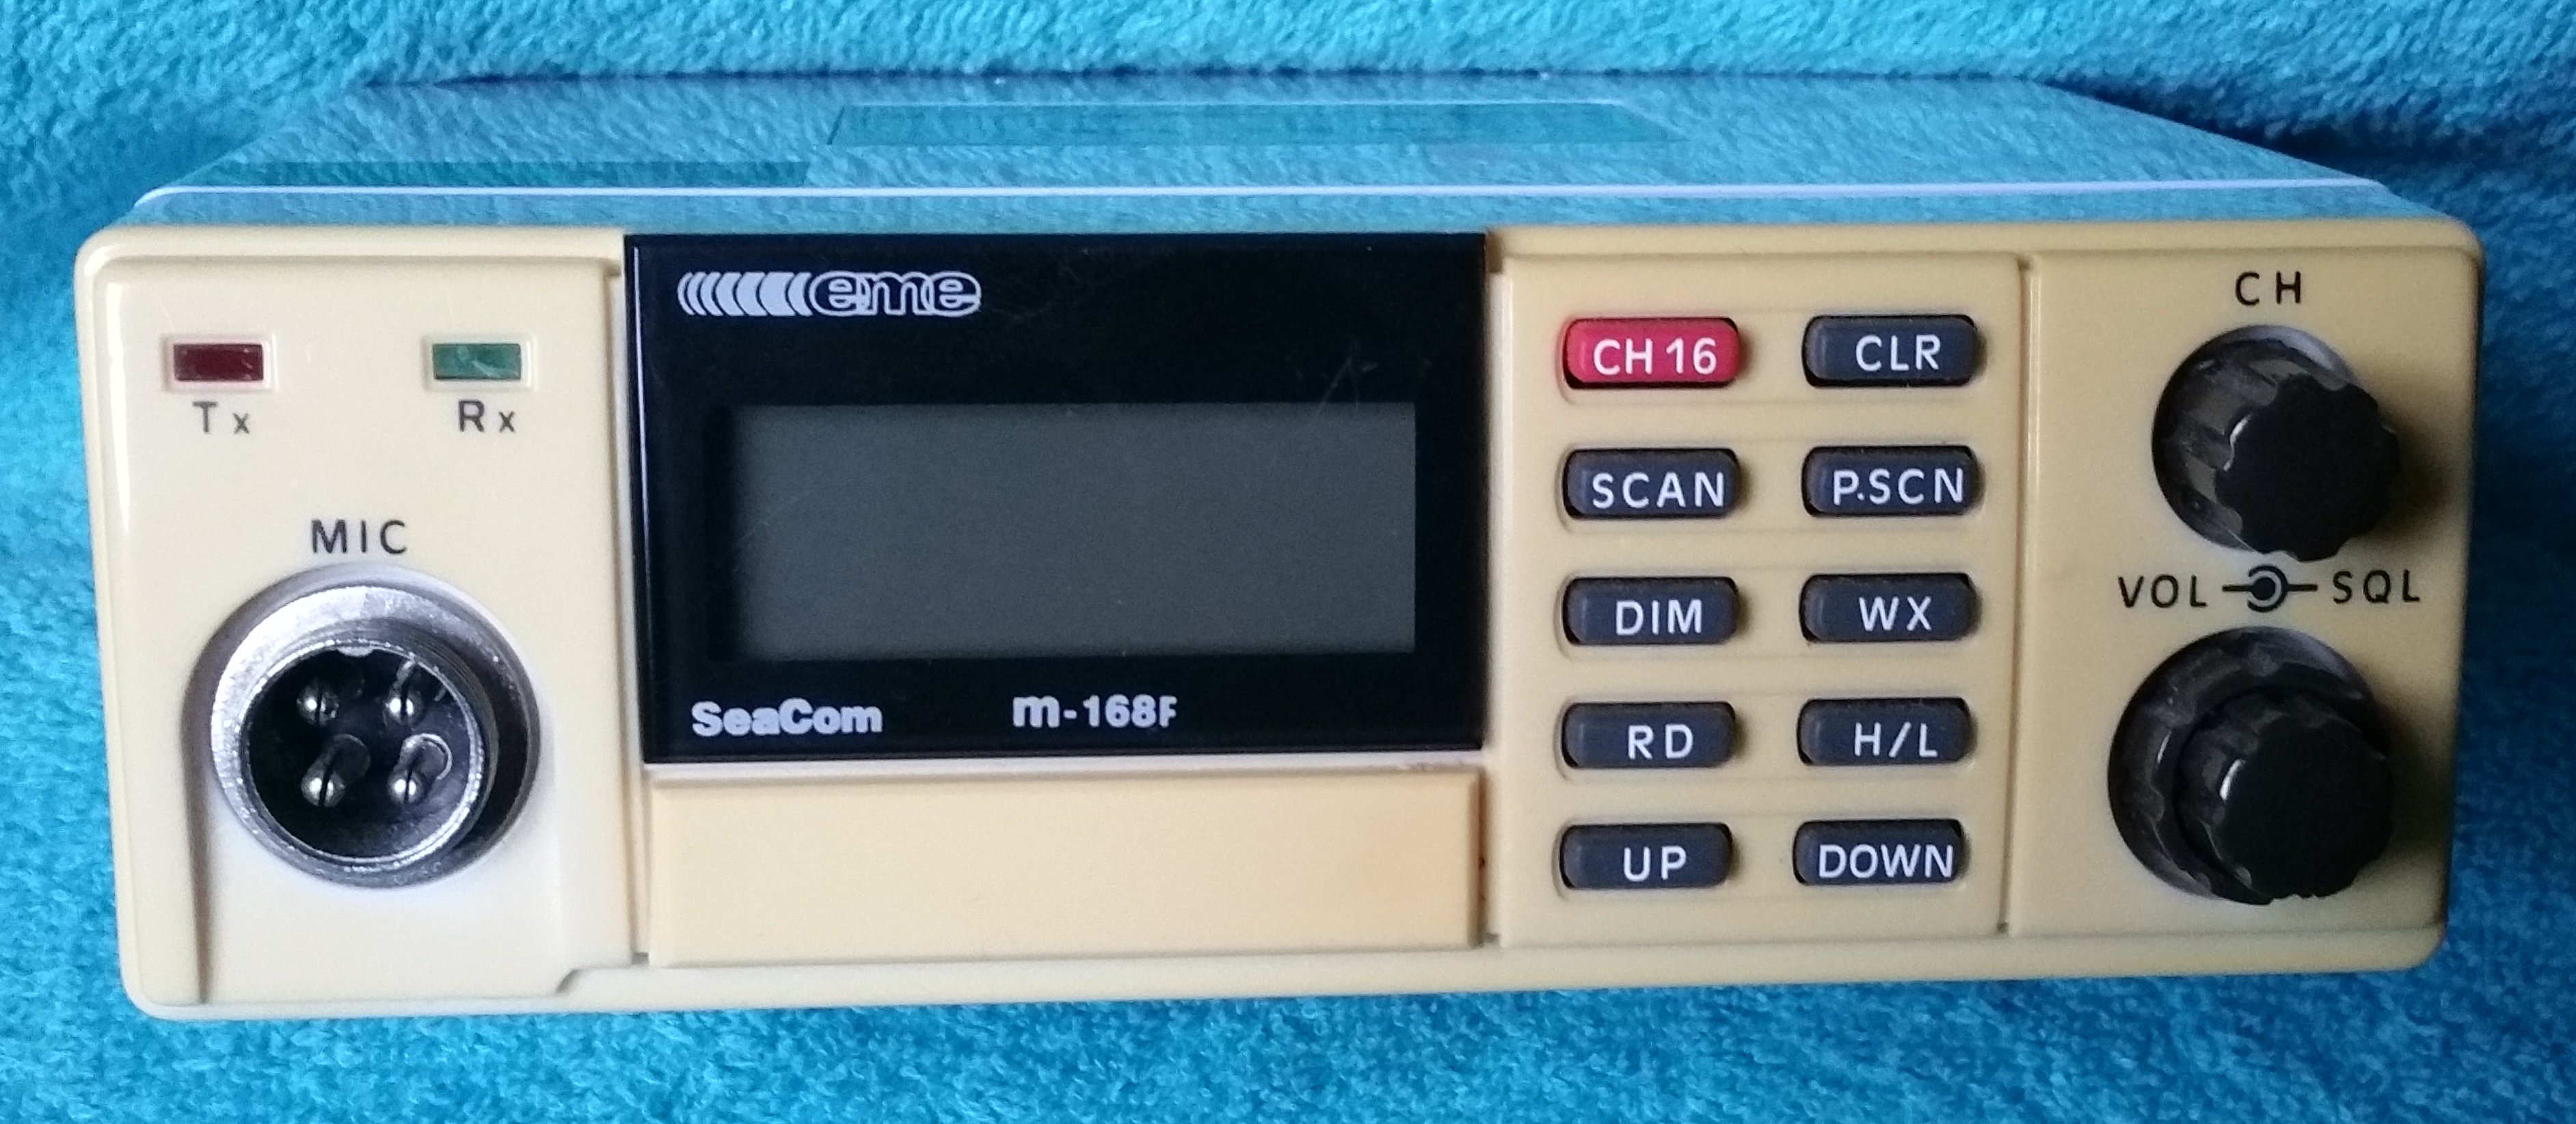 Tx
Rx
MIC
eme
SeaCom m-168F
CH 16
CLR
SCAN
P.SCN
DIM
WX
RD
H/L
UP
DOWN
CH
VOL SQL